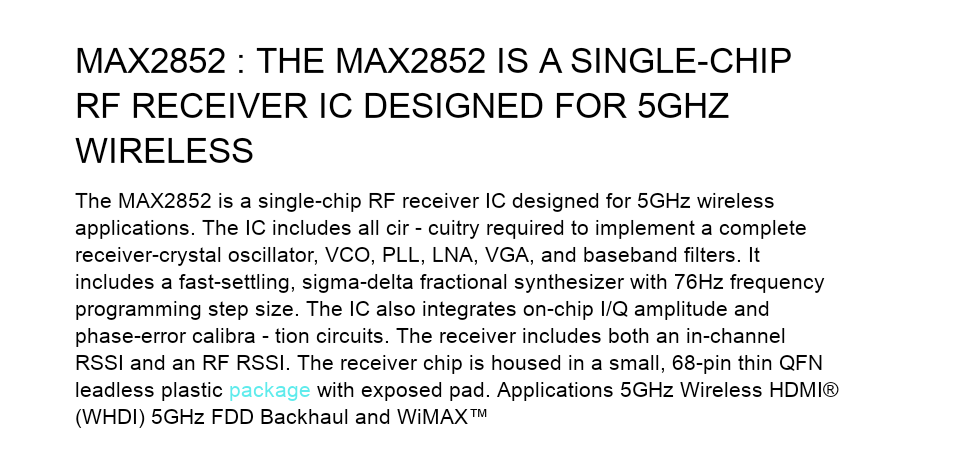 MAX2852 : THE MAX2852 IS A SINGLE-CHIP
RF RECEIVER IC DESIGNED FOR 5GHZ
WIRELESS
The MAX2852 is a single-chip RF receiver IC designed for 5GHz wireless
applications. The IC includes all cir - cuitry required to implement a complete
receiver-crystal oscillator, VCO, PLL, LNA, VGA, and baseband filters. It
includes a fast-settling, sigma-delta fractional synthesizer with 76Hz frequency
programming step size. The IC also integrates on-chip I/Q amplitude and
phase-error calibra - tion circuits. The receiver includes both an in-channel
RSSI and an RF RSSI. The receiver chip is housed in a small, 68-pin thin QFN
leadless plastic package with exposed pad. Applications 5GHz Wireless HDMI®
(WHDI) 5GHz FDD Backhaul and WiMAX™